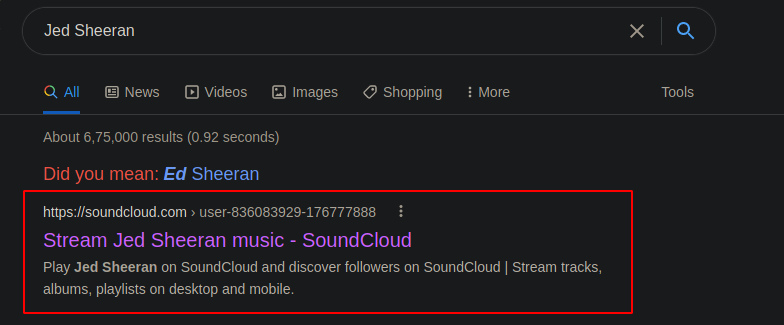 Jed Sheeran
All News Videos Images Shopping More Tools
About 6,75,000 results (0.92 seconds)
Did you mean: Ed Sheeran
https://soundcloud.com › user-836083929-176777888
Stream Jed Sheeran music - SoundCloud
Play Jed Sheeran on SoundCloud and discover followers on SoundCloud | Stream tracks,
albums, playlists on desktop and mobile.